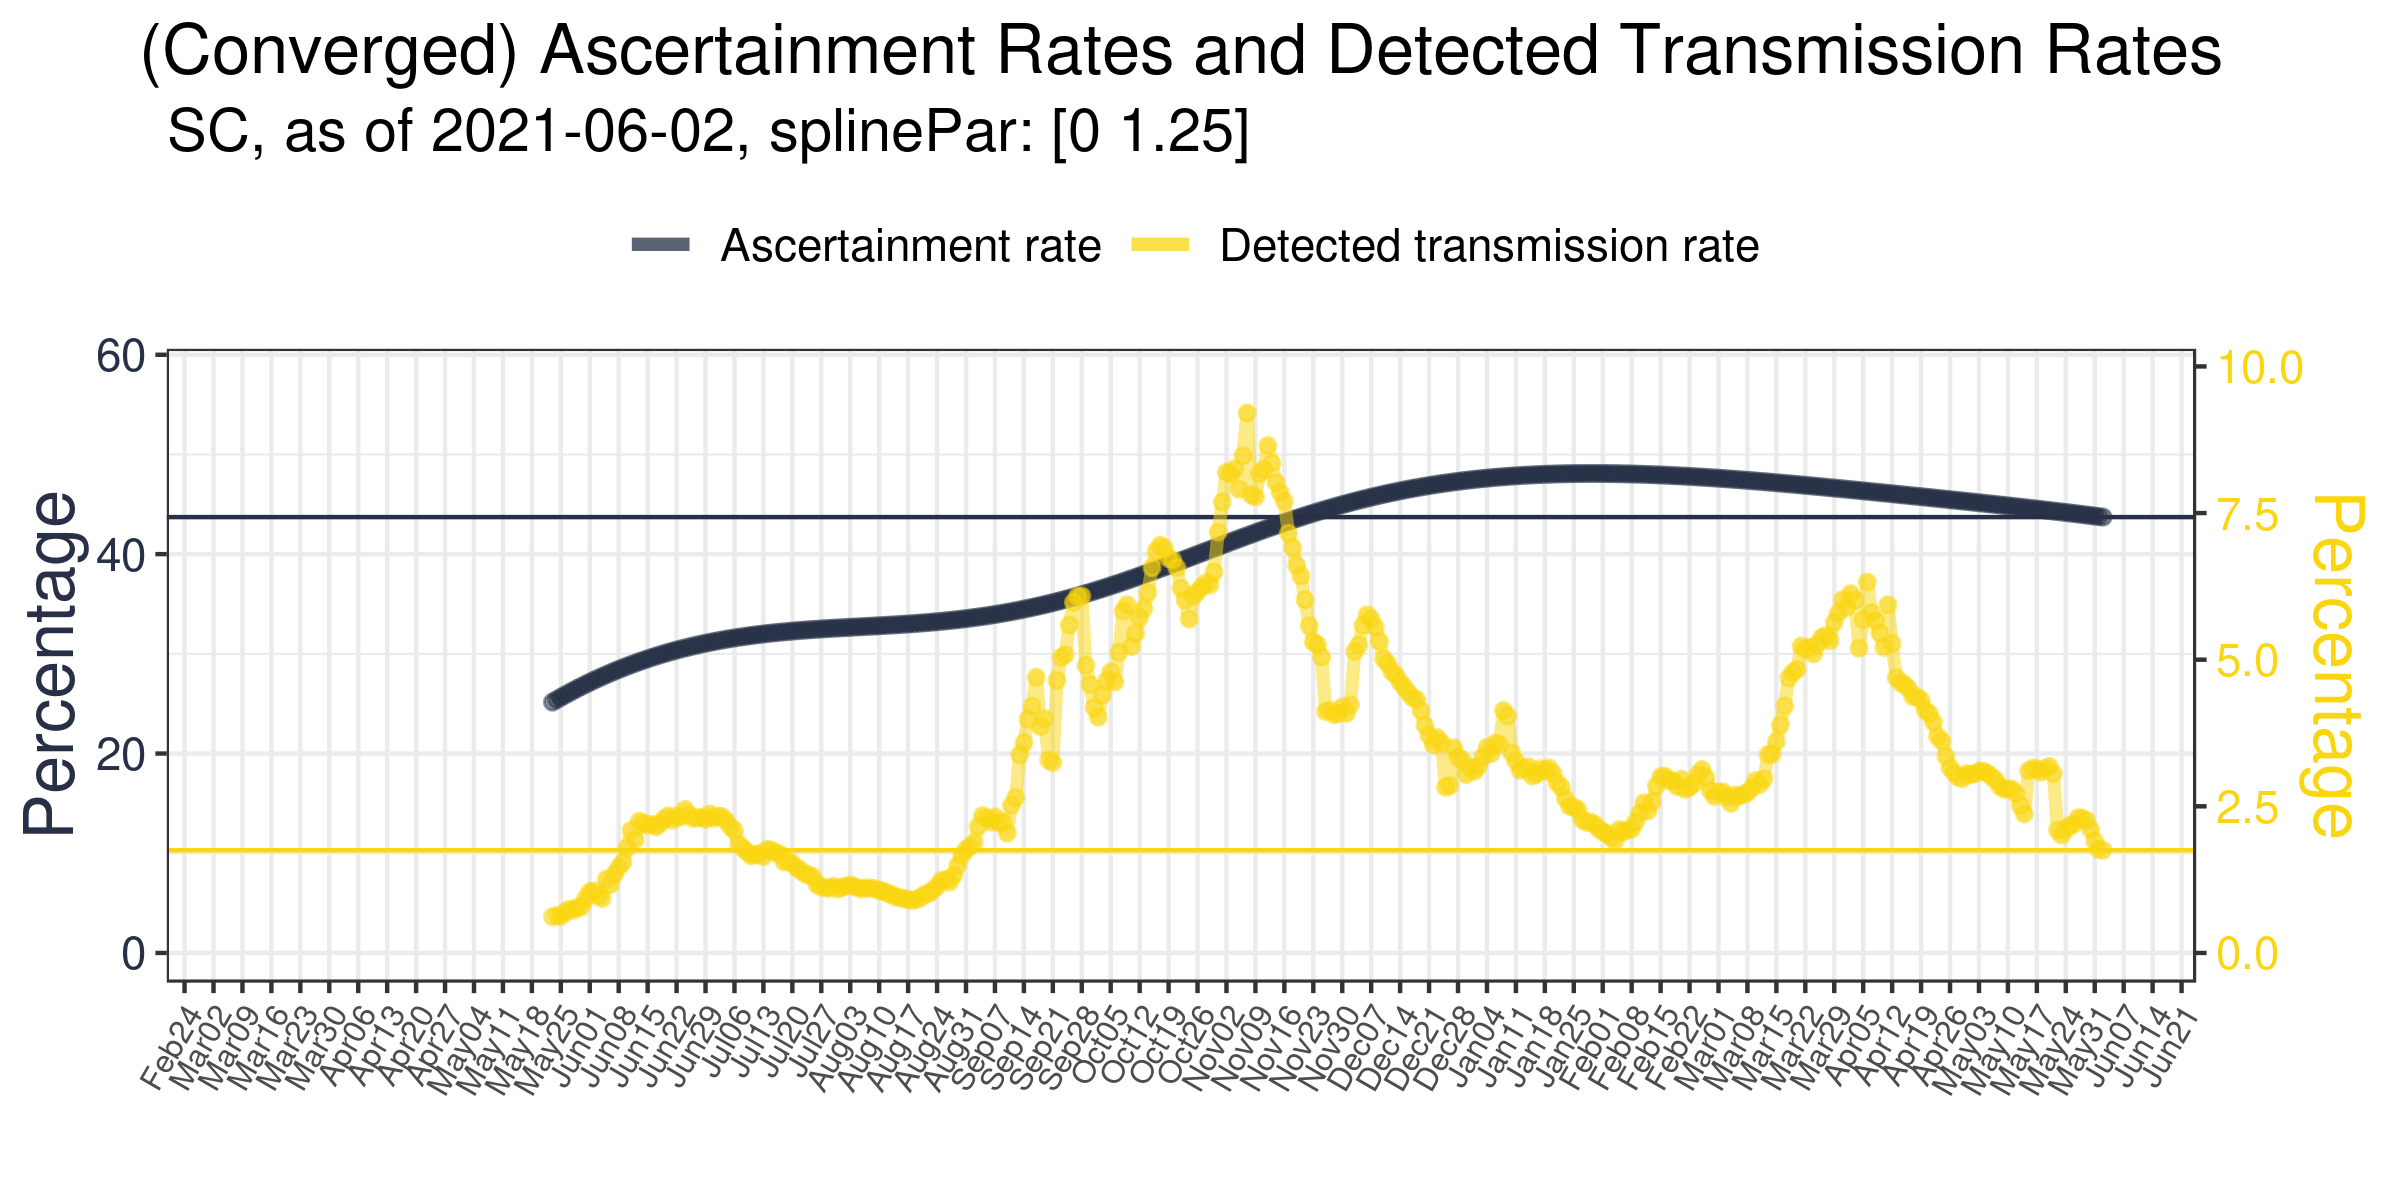 (Converged) Ascertainment Rates and Detected Transmission Rates
SC, as of 2021-06-02, splinePar: [0 1.25]
Ascertainment rate
Detected transmission rate
Percentage
60
40
20
0
10.0
7.5
5.0
2.5
0.0
Percentage
Feb24
Mar02
Mar09
Mar16
Mar23
Mar30
Apr06
Apr13
Apr20
Apr27
May04
May11
May18
May25
Jun01
Jun08
Jun15
Jun22
Jun29
Jul06
Jul13
Jul20
Jul27
Aug03
Aug10
Aug17
Aug24
Aug31
Sep07
Sep14
Sep21
Sep28
Oct05
Oct12
Oct19
Oct26
Nov02
Nov09
Nov16
Nov23
Nov30
Dec07
Dec14
Dec21
Dec28
Jan04
Jan11
Jan18
Jan25
Feb01
Feb08
Feb15
Feb22
Mar01
Mar08
Mar15
Mar22
Mar29
Apr05
Apr12
Apr19
Apr26
May03
May10
May17
May24
May31
Jun07
Jun14
Jun21